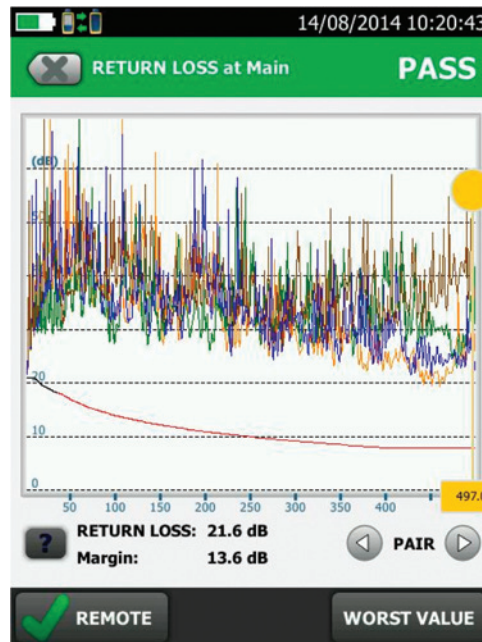 14/08/2014 10:20:43
RETURN LOSS at Main
PASS
(dB)
20
10
0
50 100 150 200 250 300 350 400
497.
? RETURN LOSS: 21.6 dB
Margin: 13.6 dB
PAIR
REMOTE
WORST VALUE